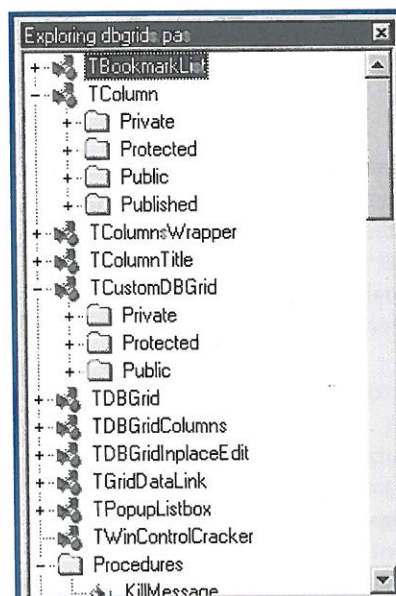 Exploring dbgrids.pas
TBookmarkList
TColumn
Private
Protected
Public
Published
TColumnsWrapper
TColumnTitle
TCustomDBGrid
Private
Protected
Public
TDBGrid
TDBGridColumns
TDBGridInplaceEdit
TGridDataLink
TPopupListbox
TWinControlCracker
Procedures
KillMessage